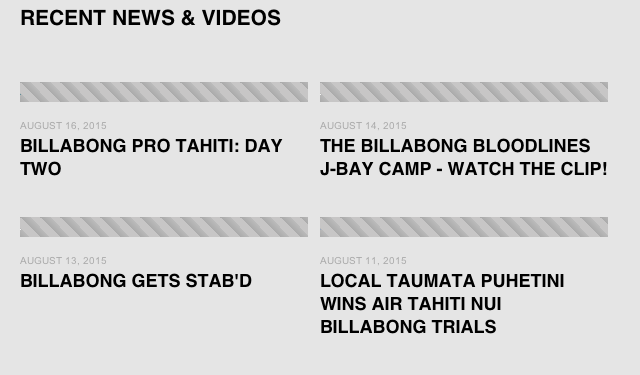 RECENT NEWS & VIDEOS
AUGUST 16, 2015
BILLABONG PRO TAHITI: DAY
TWO
AUGUST 14, 2015
THE BILLABONG BLOODLINES
J-BAY CAMP - WATCH THE CLIP!
AUGUST 13, 2015
BILLABONG GETS STAB'D
AUGUST 11, 2015
LOCAL TAUMATA PUHETINI
WINS AIR TAHITI NUI
BILLABONG TRIALS